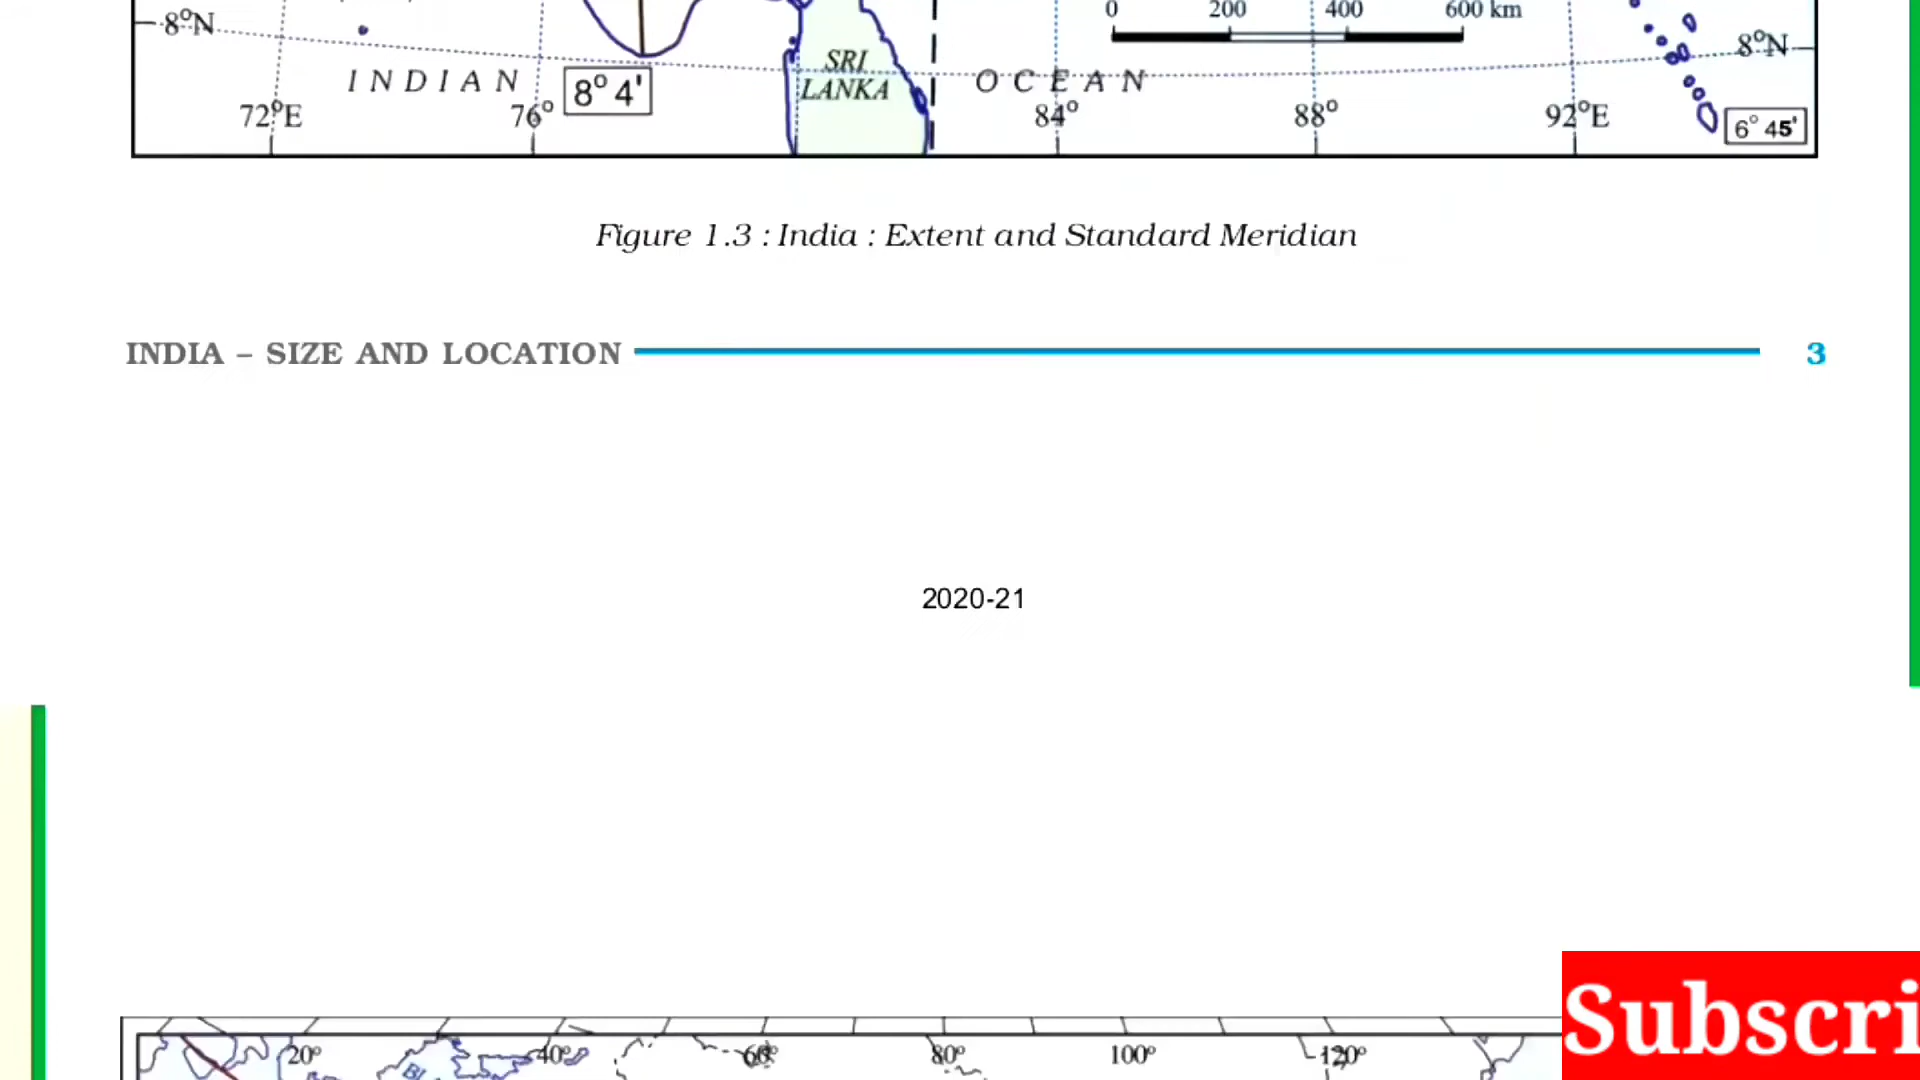 0 200 400 600 km
8°N
8°N
SRI
INDIAN 8°4' LANKA OCEAN
72°E 76° 84° 88° 92°E 6°45'
Figure 1.3 : India : Extent and Standard Meridian
INDIA – SIZE AND LOCATION 3
2020-21
Subscri
20° 40° 60° 80° 100° 120°